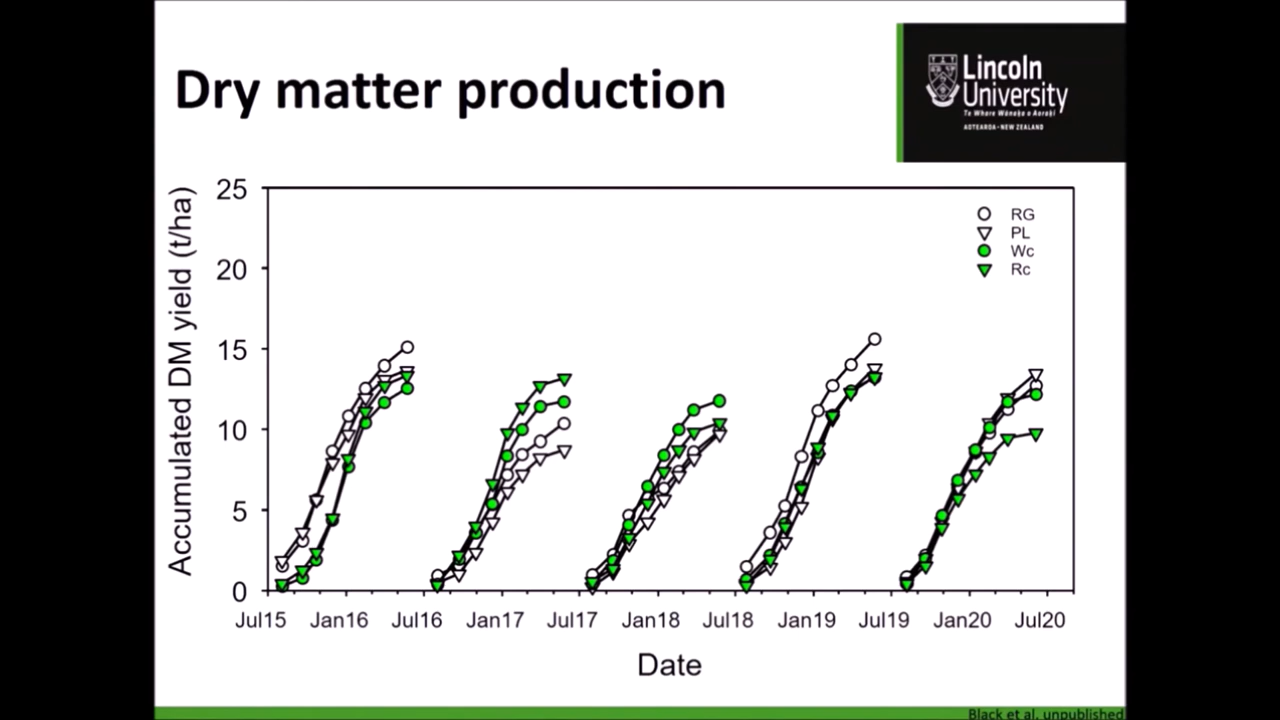 Dry matter production
Lincoln
University
Te Whare Wānaka o Aoraki
AOTEAROA • NEW ZEALAND
Accumulated DM yield (t/ha)
25
20
15
10
5
0
RG
PL
Wc
Rc
Jul15 Jan16 Jul16 Jan17 Jul17 Jan18 Jul18 Jan19 Jul19 Jan20 Jul20
Date
Black et al. unpublished